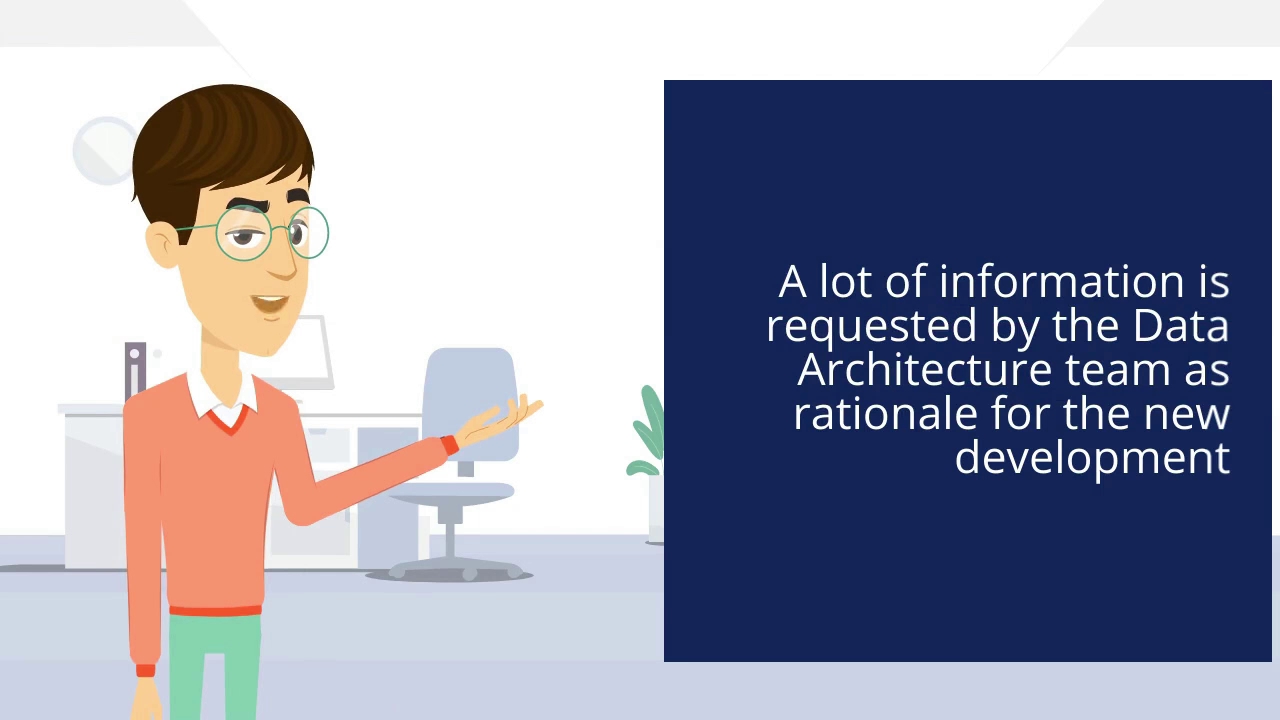 A lot of information is
requested by the Data
Architecture team as
rationale for the new
development